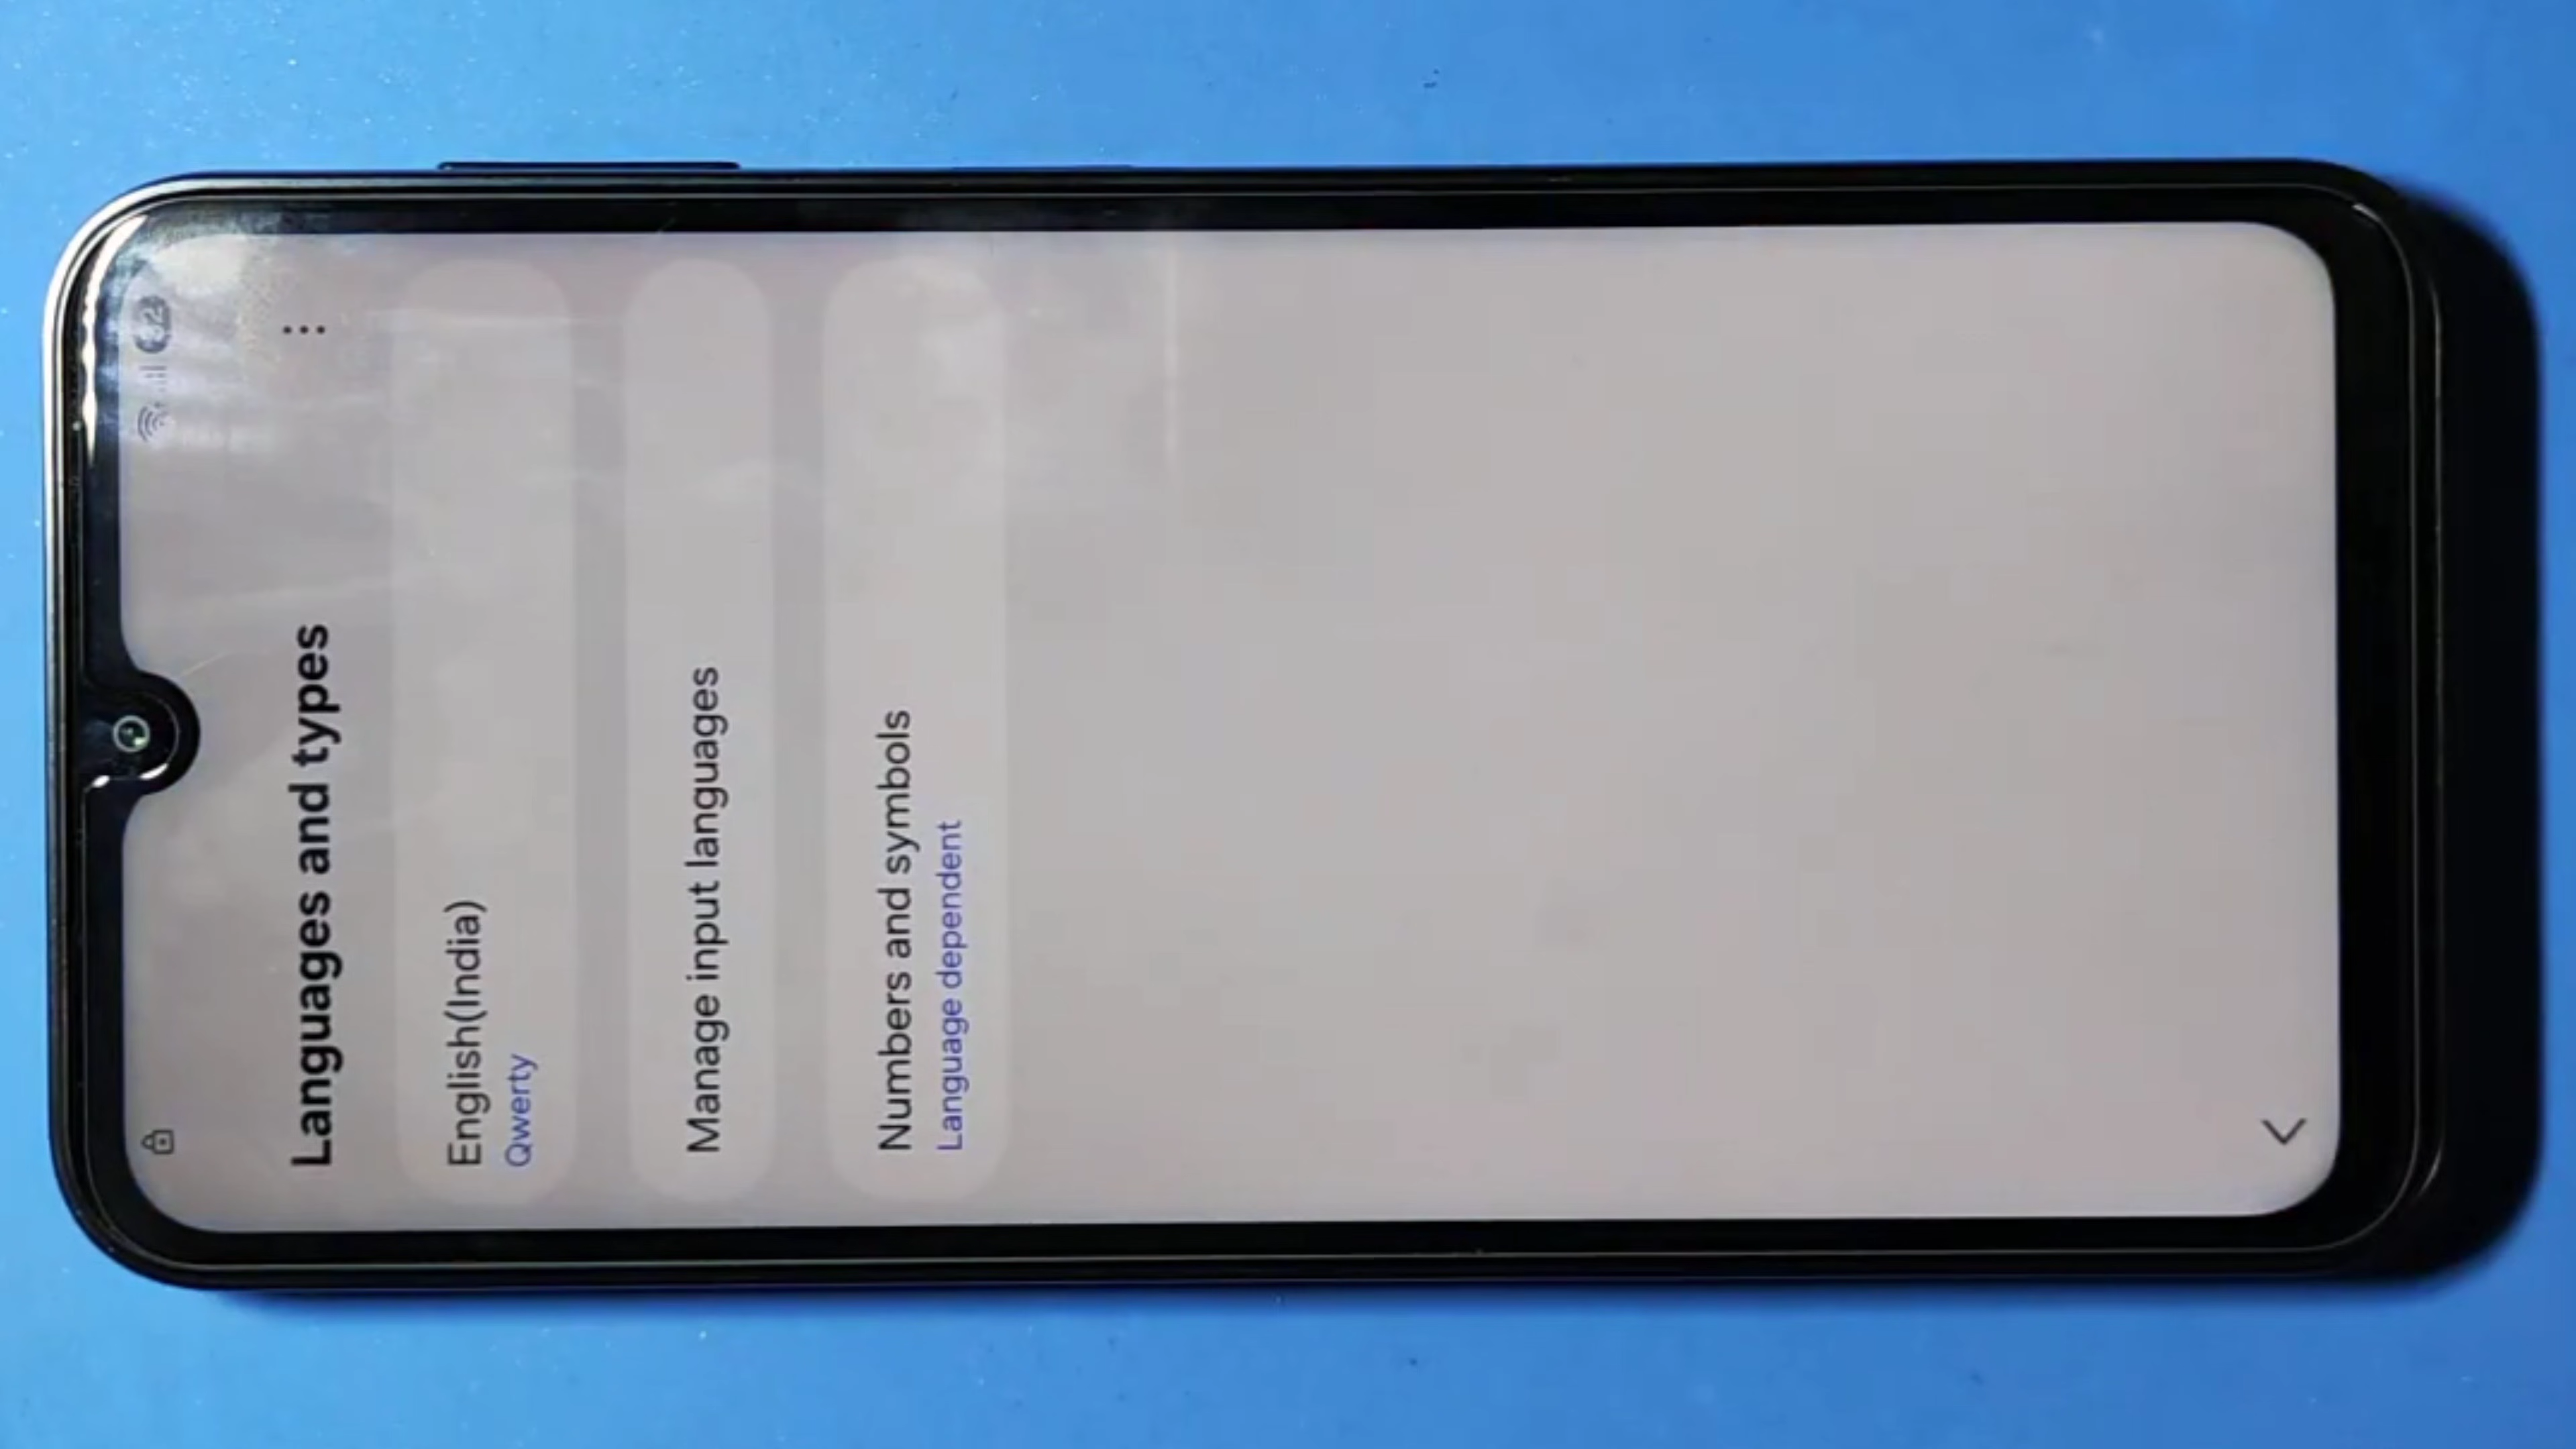 Languages and types
English(India)
Qwerty
Manage input languages
Numbers and symbols
Language dependent